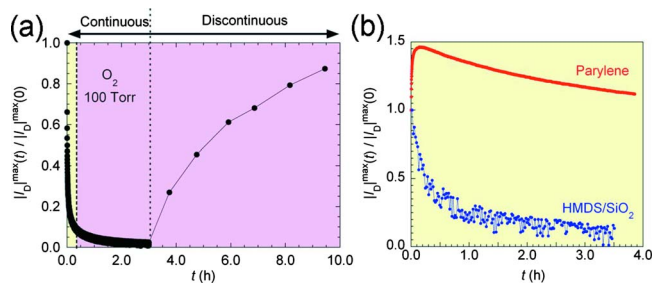 (a)
Continuous
Discontinuous
O2
100 Torr
|I_D|^max(t) / |I_D|^max(0)
1.0
0.8
0.6
0.4
0.2
0.0
0.0 2.0 4.0 6.0 8.0 10.0
t (h)
(b)
|I_D|^max(t) / |I_D|^max(0)
1.5
1.0
0.5
0.0
Parylene
HMDS/SiO2
0.0 1.0 2.0 3.0 4.0
t (h)